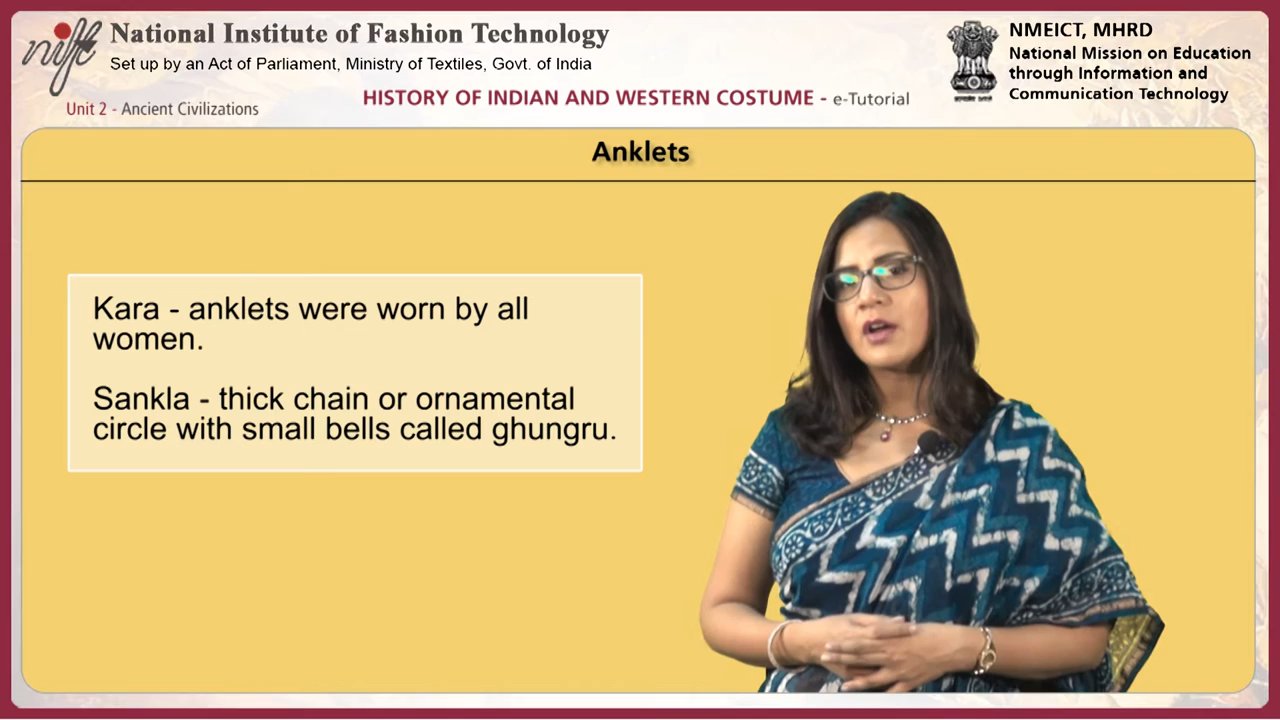 nift
National Institute of Fashion Technology
Set up by an Act of Parliament, Ministry of Textiles, Govt. of India
NMEICT, MHRD
National Mission on Education
through Information and
Communication Technology
Unit 2 - Ancient Civilizations
HISTORY OF INDIAN AND WESTERN COSTUME - e-Tutorial
Anklets
Kara - anklets were worn by all
women.
Sankla - thick chain or ornamental
circle with small bells called ghungru.